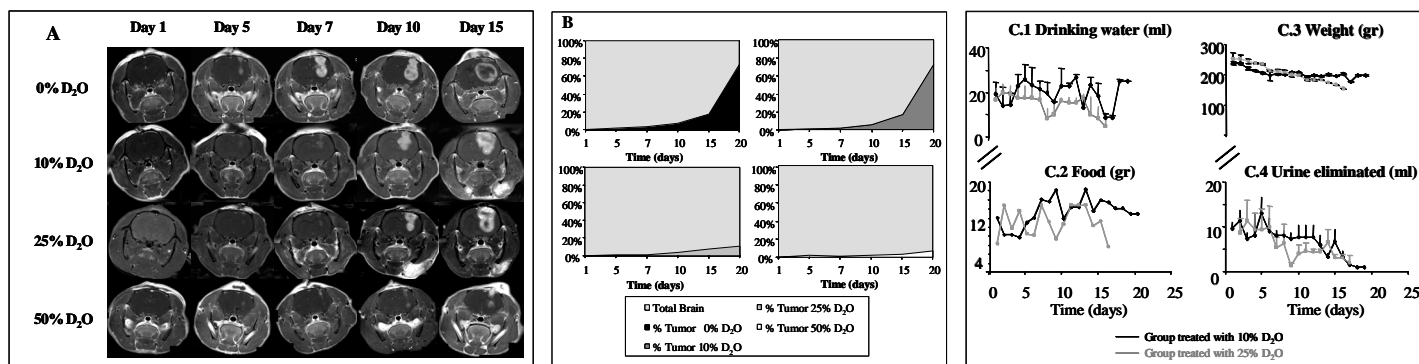 A
Day 1 Day 5 Day 7 Day 10 Day 15
0% D₂O
10% D₂O
25% D₂O
50% D₂O
B
100% 100%
80% 80%
60% 60%
40% 40%
20% 20%
0% 0%
1 5 7 10 15 20 1 5 7 10 15 20
Time (days) Time (days)
100% 100%
80% 80%
60% 60%
40% 40%
20% 20%
0% 0%
1 5 7 10 15 20 1 5 7 10 15 20
Time (days) Time (days)
Total Brain % Tumor 25% D₂O
% Tumor 0% D₂O % Tumor 50% D₂O
% Tumor 10% D₂O
C.1 Drinking water (ml)
40
20
0
C.3 Weight (gr)
300
200
100
C.2 Food (gr)
20
16
12
8
4
0 5 10 15 20 25
Time (days)
C.4 Urine eliminated (ml)
20
10
0
0 5 10 15 20 25
Time (days)
Group treated with 10% D₂O
Group treated with 25% D₂O